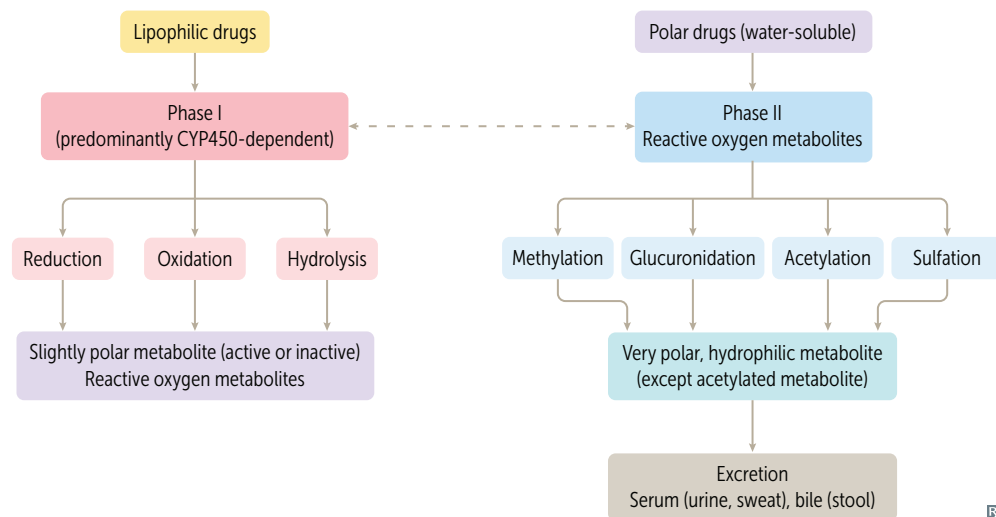 Lipophilic drugs
Polar drugs (water-soluble)
Phase I
(predominantly CYP450-dependent)
Phase II
Reactive oxygen metabolites
Reduction
Oxidation
Hydrolysis
Methylation
Glucuronidation
Acetylation
Sulfation
Slightly polar metabolite (active or inactive)
Reactive oxygen metabolites
Very polar, hydrophilic metabolite
(except acetylated metabolite)
Excretion
Serum (urine, sweat), bile (stool)
R